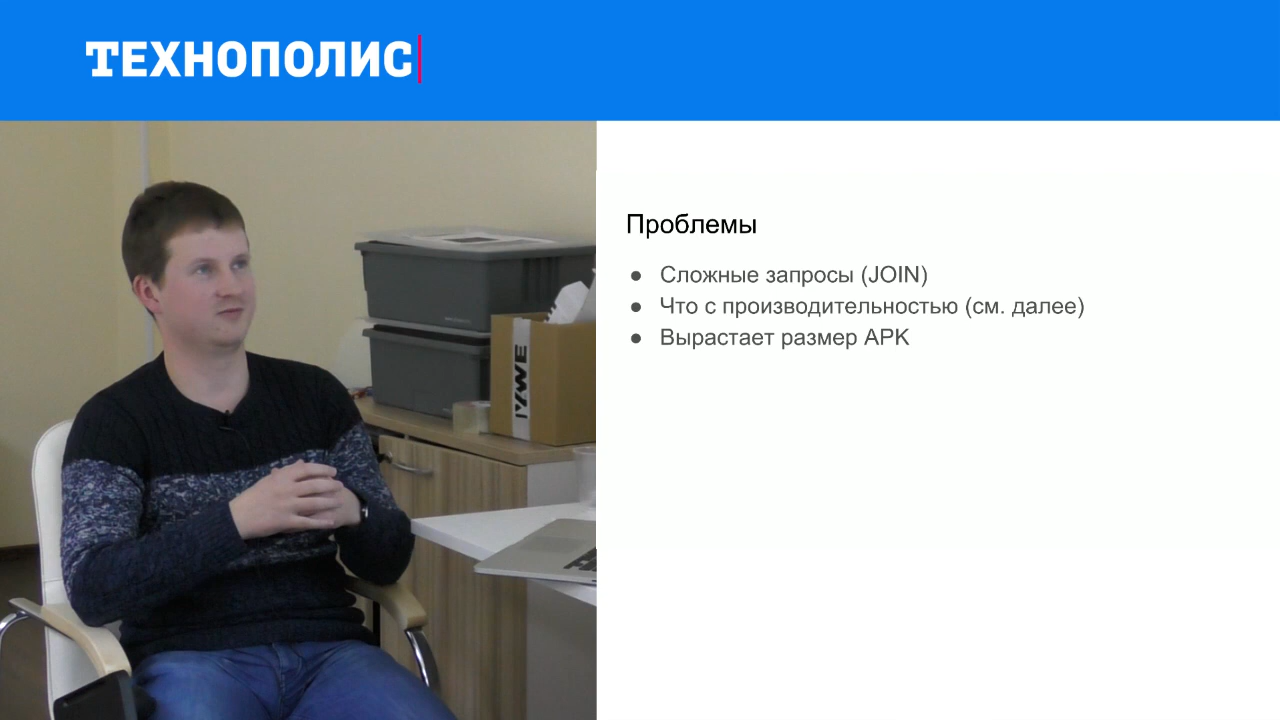 ТЕХНОПОЛИС
Проблемы
● Сложные запросы (JOIN)
● Что с производительностью (см. далее)
● Вырастает размер APK